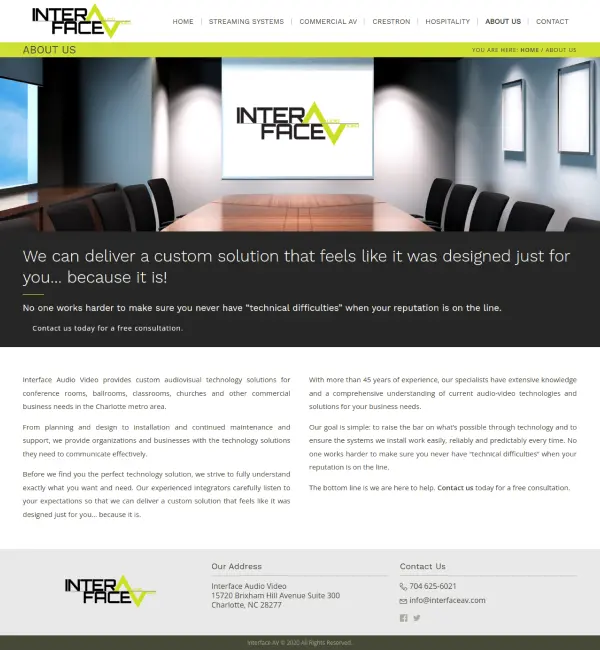 INTER
FACE
HOME | STREAMING SYSTEMS | COMMERCIAL AV | CRESTRON | HOSPITALITY | ABOUT US | CONTACT
ABOUT US
YOU ARE HERE: HOME / ABOUT US
INTER
FACE
We can deliver a custom solution that feels like it was designed just for
you... because it is!
No one works harder to make sure you never have “technical difficulties” when your reputation is on the line.
Contact us today for a free consultation.
Interface Audio Video provides custom audiovisual technology solutions for
conference rooms, ballrooms, classrooms, churches and other commercial
business needs in the Charlotte metro area.
From planning and design to installation and continued maintenance and
support, we provide organizations and businesses with the technology solutions
they need to communicate effectively.
Before we find you the perfect technology solution, we strive to fully understand
exactly what you want and need. Our experienced integrators carefully listen to
your expectations so that we can deliver a custom solution that feels like it was
designed just for you... because it is.
With more than 45 years of experience, our specialists have extensive knowledge
and a comprehensive understanding of current audio-video technologies and
solutions for your business needs.
Our goal is simple: to raise the bar on what’s possible through technology and to
ensure the systems we install work easily, reliably and predictably every time. No
one works harder to make sure you never have “technical difficulties” when your
reputation is on the line.
The bottom line is we are here to help. Contact us today for a free consultation.
INTER
FACE
Our Address
Interface Audio Video
15720 Brixham Hill Avenue Suite 300
Charlotte, NC 28277
Contact Us
704 625-6021
info@interfaceav.com
Interface AV © 2020 All Rights Reserved.